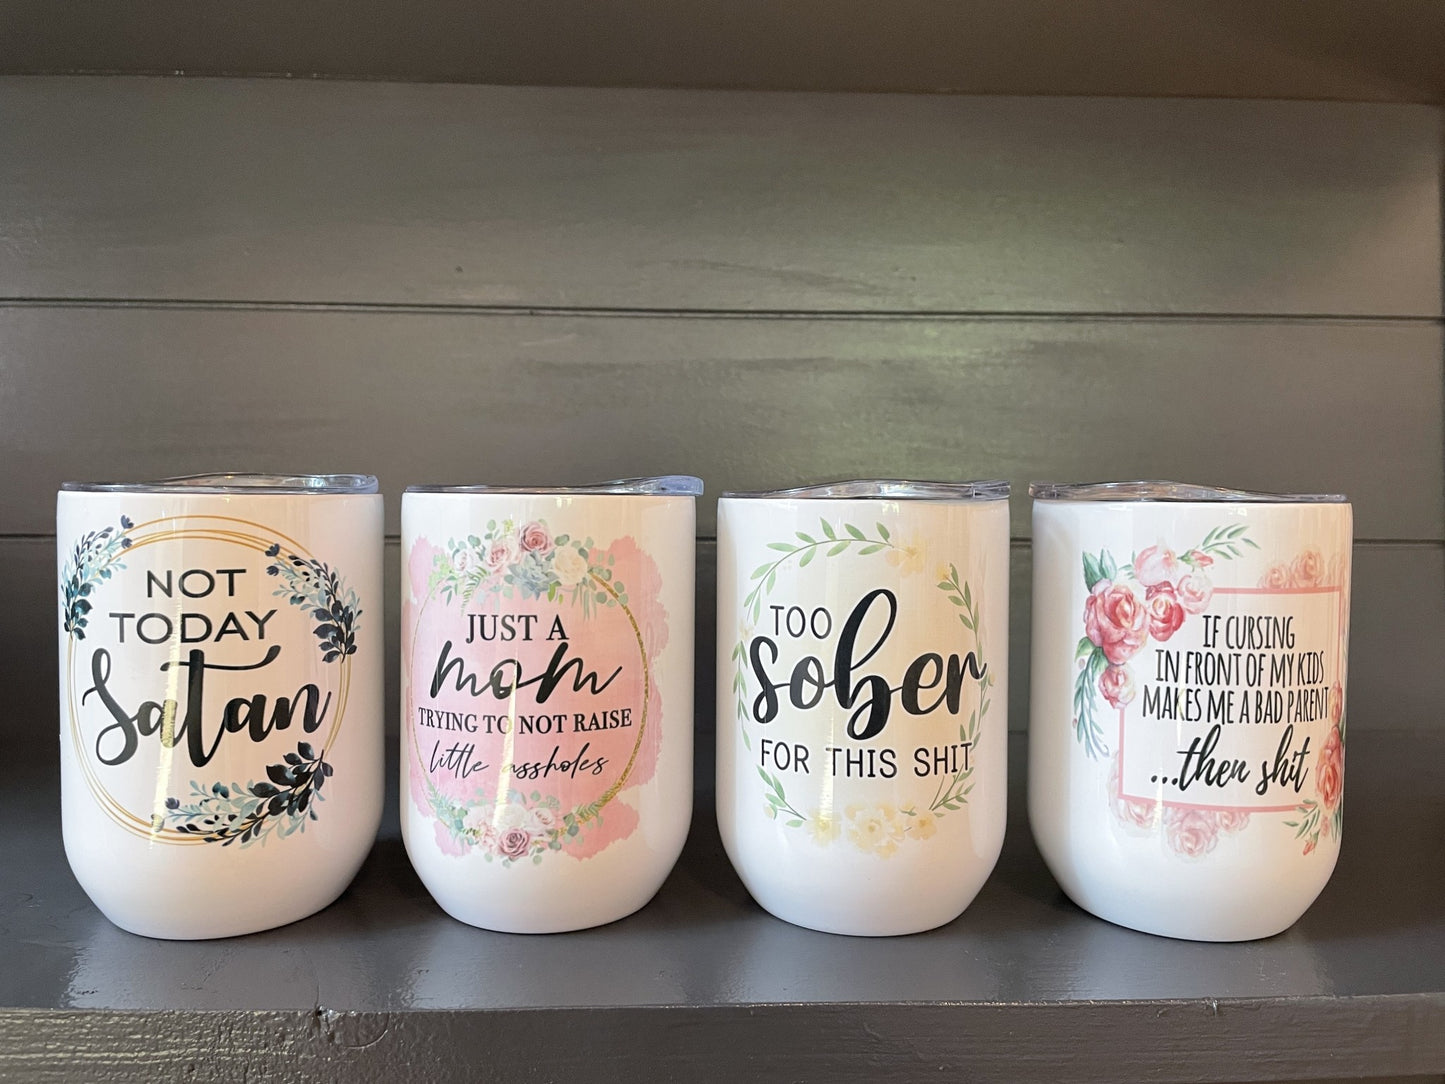 NOT
TODAY
Satan
JUST A
mom
TRYING TO NOT RAISE
little assholes
TOO
sober
FOR THIS SHIT
IF CURSING
IN FRONT OF MY KIDS
MAKES ME A BAD PARENT
...then shit